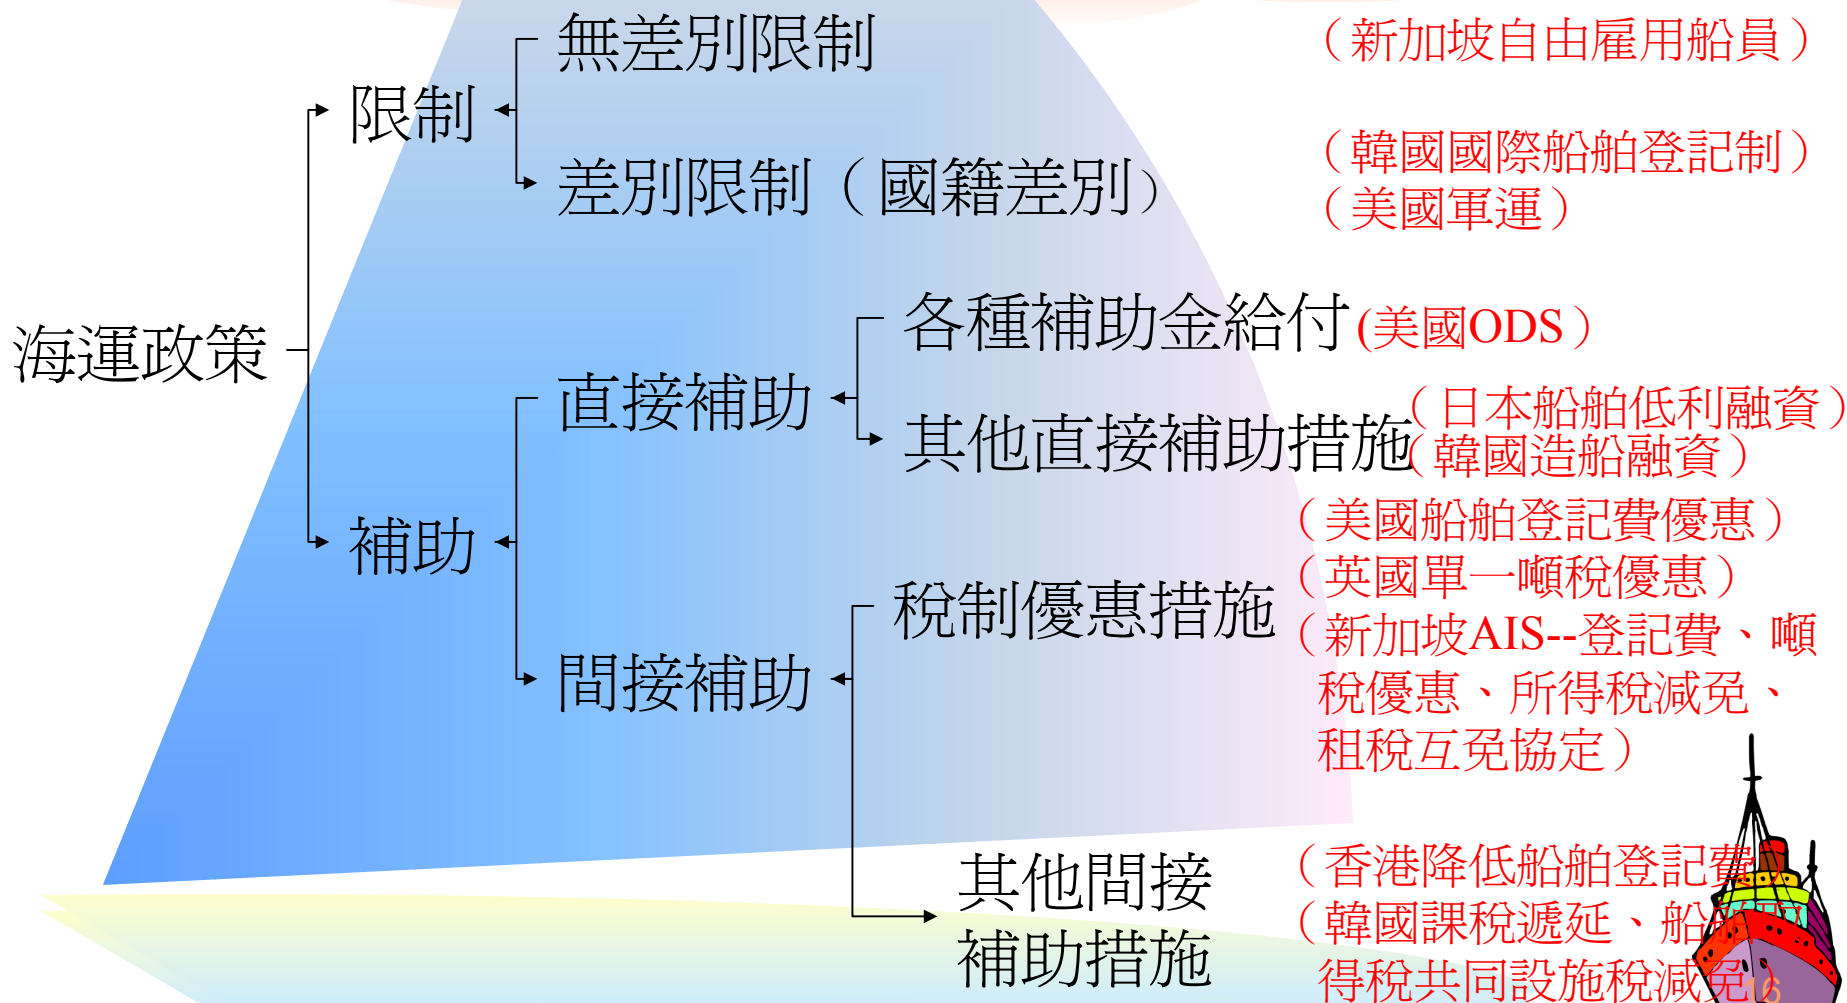 無差別限制
（新加坡自由雇用船員）
限制
差別限制（國籍差別）
（韓國國際船舶登記制）
（美國軍運）
海運政策
各種補助金給付
(美國ODS）
直接補助
其他直接補助措施
（日本船舶低利融資）
（韓國造船融資）
補助
稅制優惠措施
（美國船舶登記費優惠）
（英國單一噸稅優惠）
（新加坡AIS--登記費、噸
稅優惠、所得稅減免、
租稅互免協定）
間接補助
其他間接
補助措施
（香港降低船舶登記費）
（韓國課稅遞延、船
得稅共同設施稅減免）
16